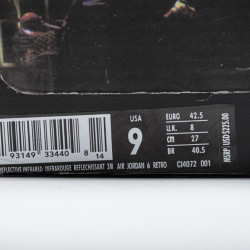 USA
9
EURO 42.5
U.K. 8
CM 27
BR 40.5
MSRP: USD$225.00
93149 33440 8 14
REFLECTIVE INFRARED INFRAROUGE REFLECHISSANT 3M AIR JORDAN 6 RETRO CI4072 001